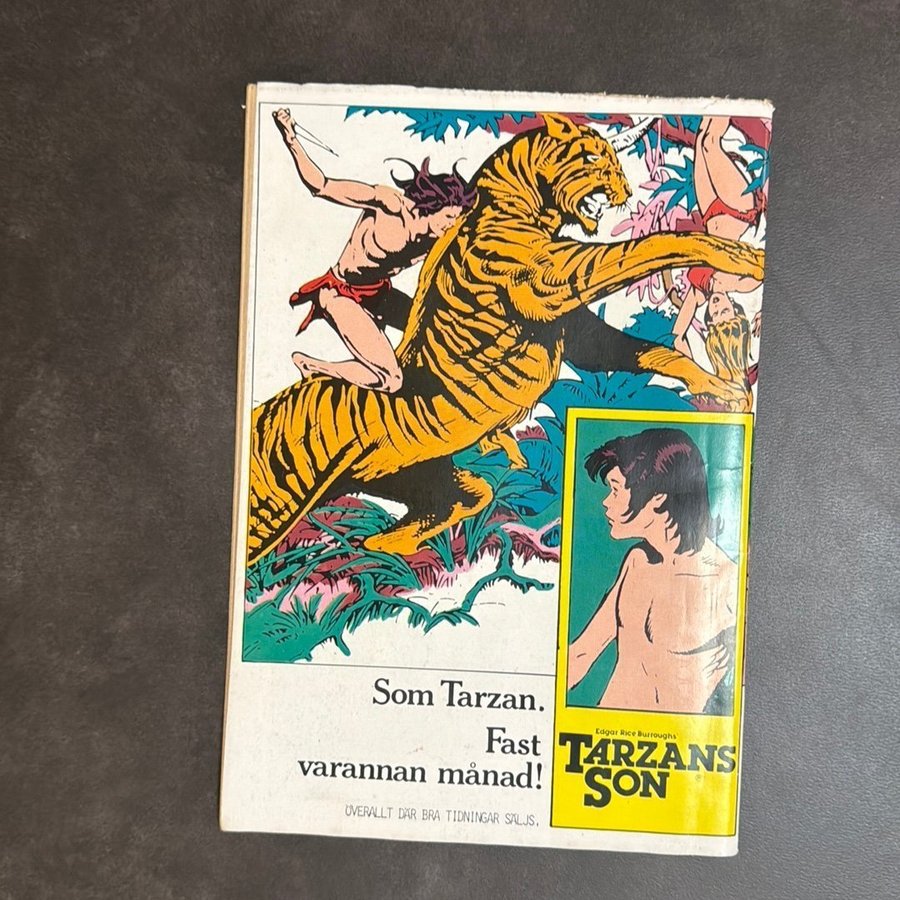 Som Tarzan.
Fast
varannan månad!
ÖVERALLT DÄR BRA TIDNINGAR SÄLJS.
Edgar Rice Burroughs'
TARZANS
SON